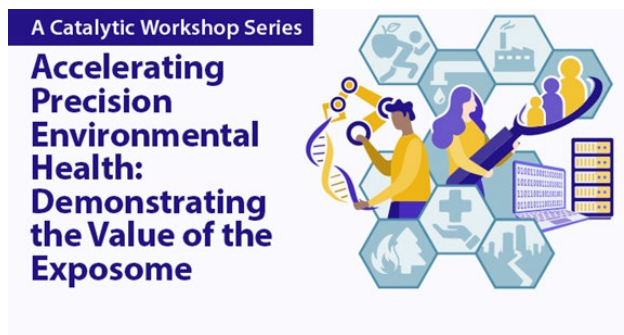 A Catalytic Workshop Series
Accelerating
Precision
Environmental
Health:
Demonstrating
the Value of the
Exposome